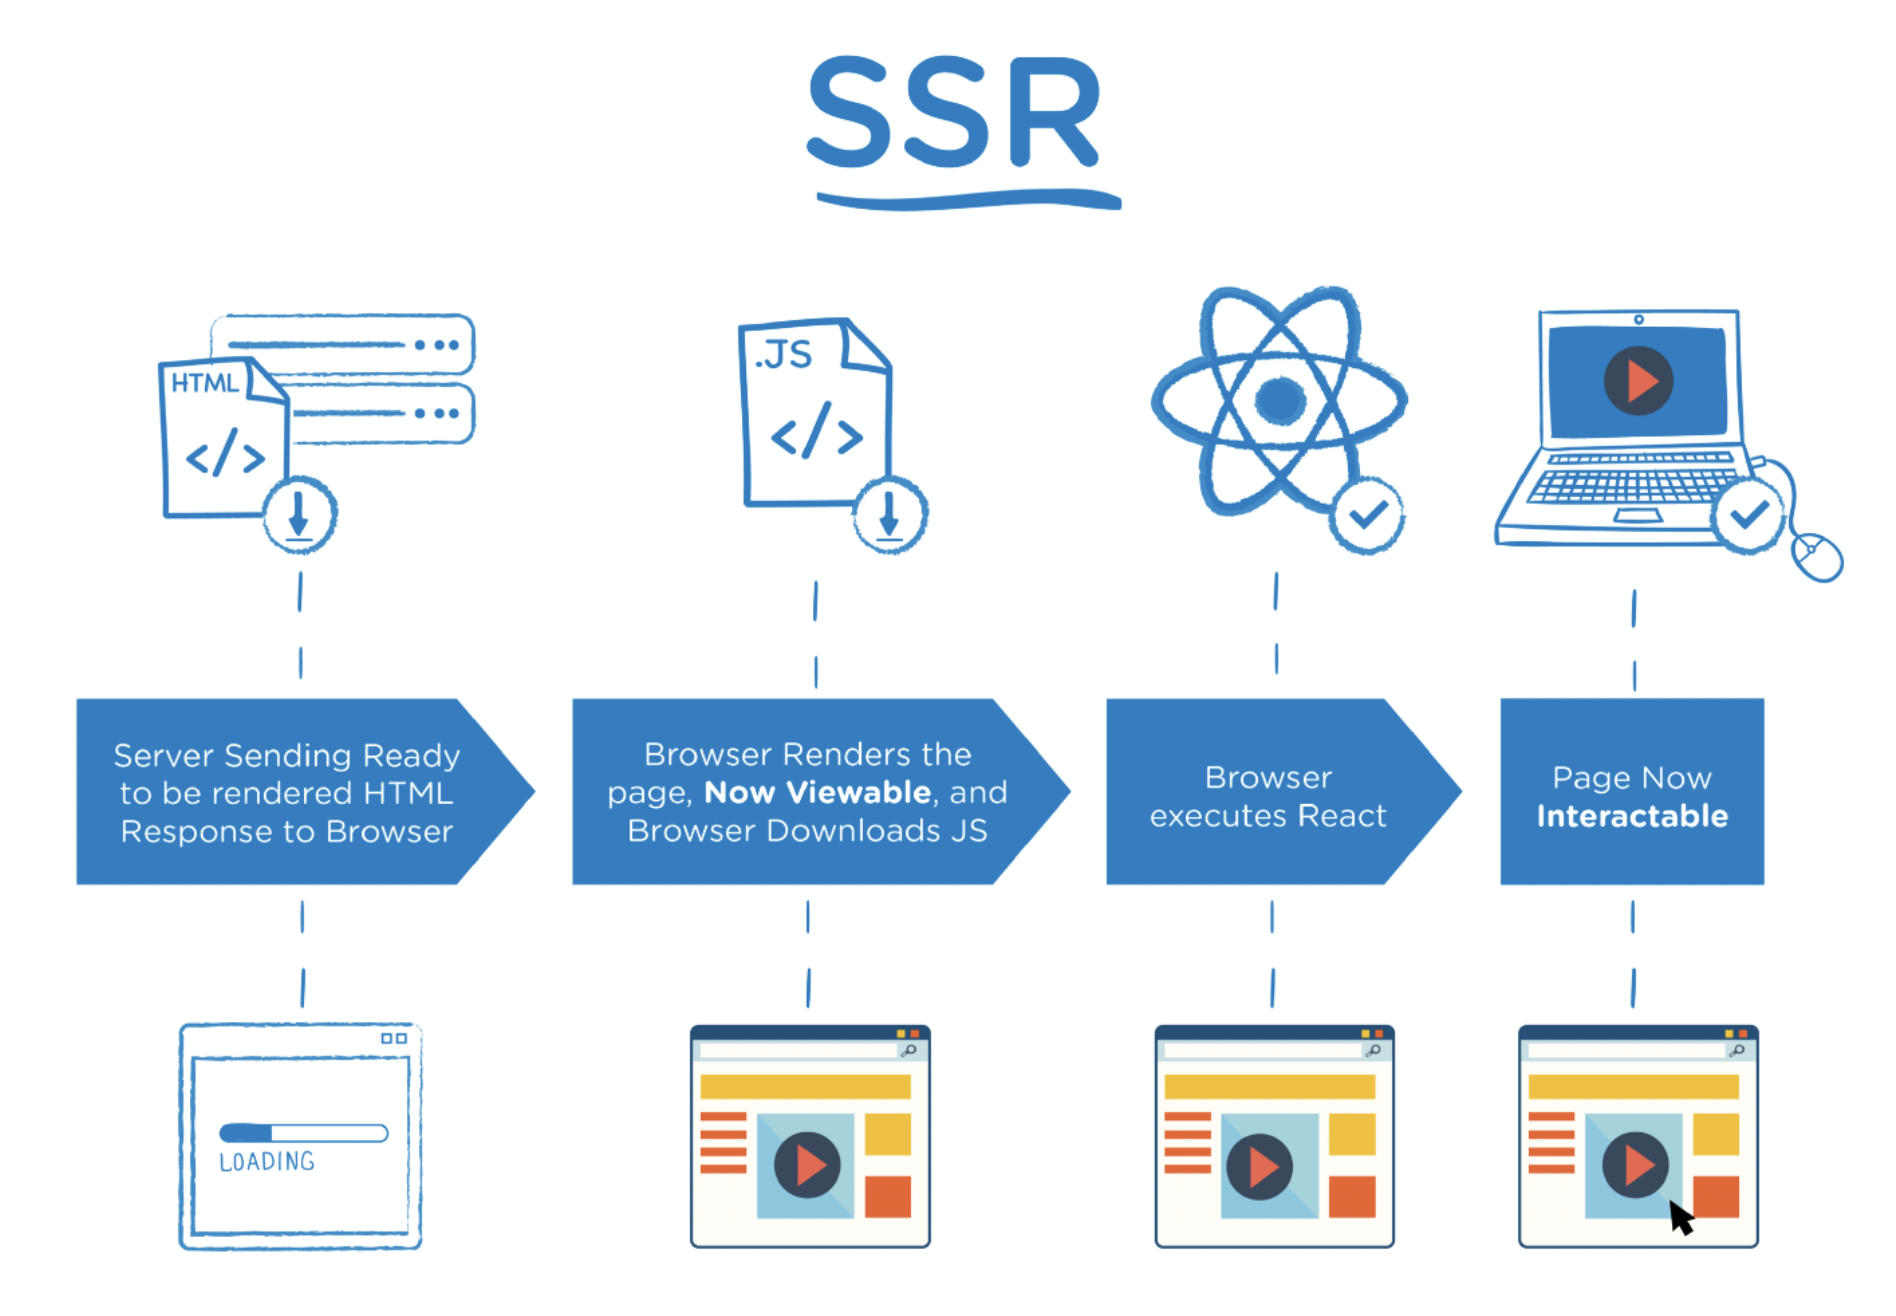 SSR
HTML
</>
.JS
</>
Server Sending Ready
to be rendered HTML
Response to Browser
Browser Renders the
page, Now Viewable, and
Browser Downloads JS
Browser
executes React
Page Now
Interactable
LOADING